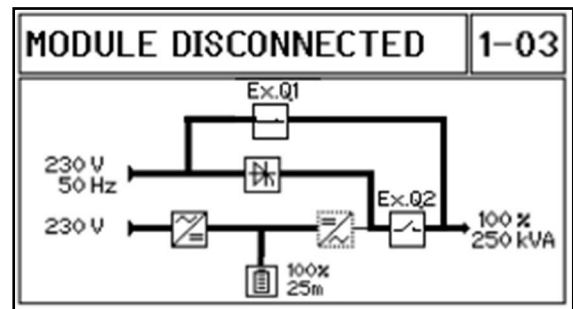 MODULE DISCONNECTED
1-03
Ex.Q1
230 V
50 Hz
Ex.Q2
230 V
100%
250 kVA
100%
25m